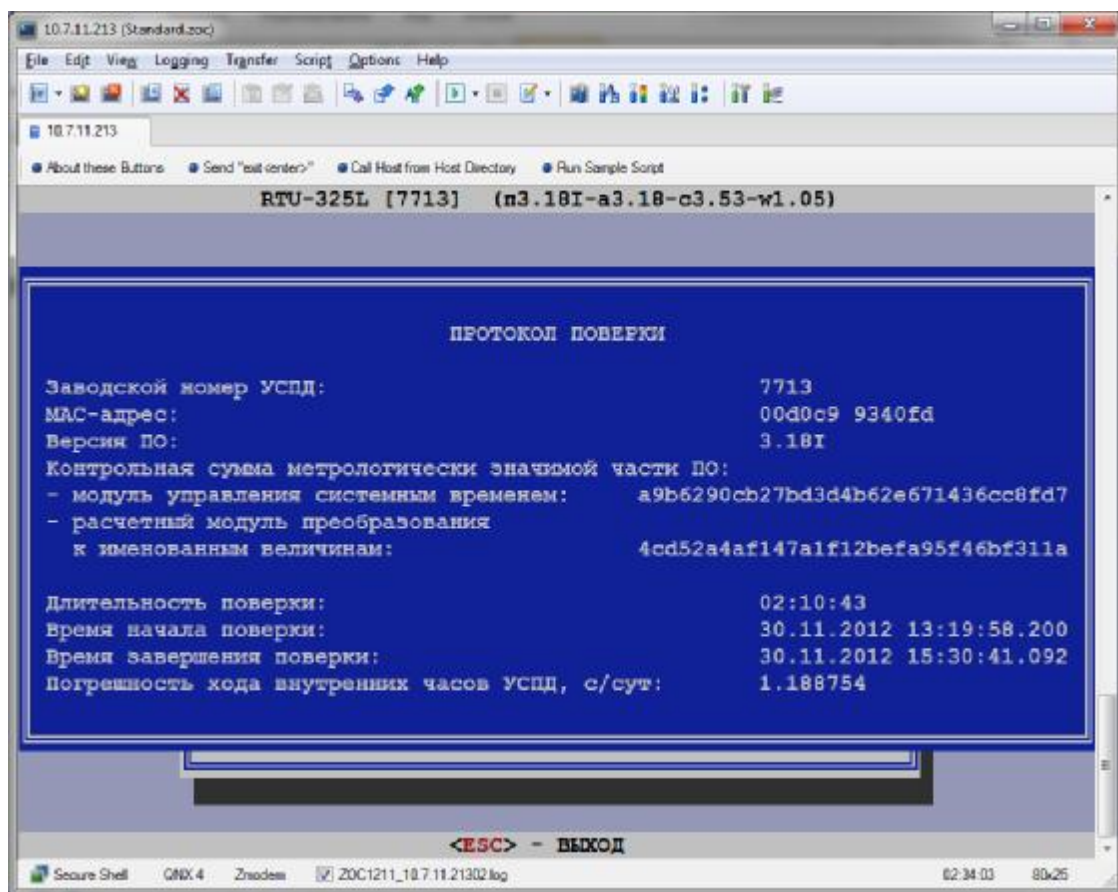 10.7.11.213 (Standard.zoc)
File Edit View Logging Transfer Script Options Help
10.7.11.213
About these Buttons Send "exit<enter>" Call Host from Host Directory Run Sample Script
RTU-325L [7713] (п3.18I-a3.18-c3.53-w1.05)
ПРОТОКОЛ ПОВЕРКИ
Заводской номер УСПД: 7713
МАС-адрес: 00d0c9 9340fd
Версия ПО: 3.18I
Контрольная сумма метрологически значимой части ПО:
- модуль управления системным временем: a9b6290cb27bd3d4b62e671436cc8fd7
- расчетный модуль преобразования
к именованным величинам: 4cd52a4af147a1f12befa95f46bf311a
Длительность поверки: 02:10:43
Время начала поверки: 30.11.2012 13:19:58.200
Время завершения поверки: 30.11.2012 15:30:41.092
Погрешность хода внутренних часов УСПД, с/сут: 1.188754
<ESC> - ВЫХОД
Secure Shell QNX 4 Zmodem ZOC1211_10.7.11.21302.log 02:34:03 80x25